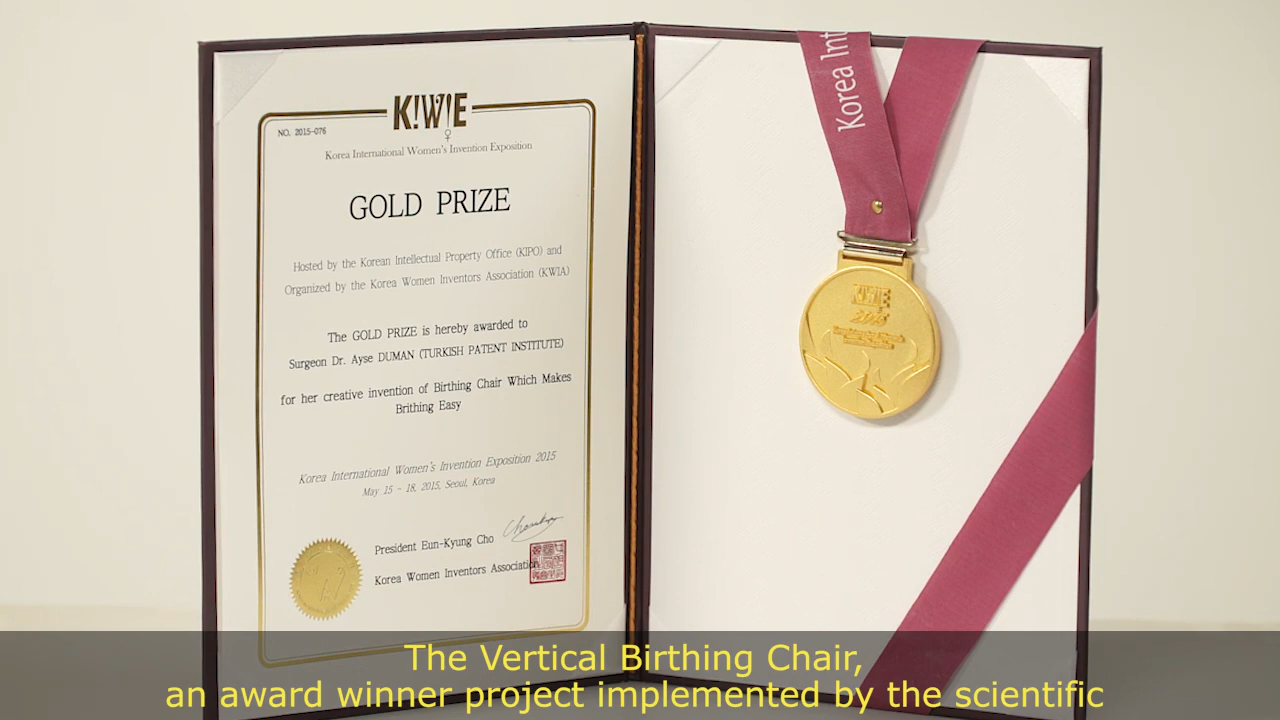 K!WIE
NO. 2015-076
Korea International Women's Invention Exposition
GOLD PRIZE
Hosted by the Korean Intellectual Property Office (KIPO) and
Organized by the Korea Women Inventors Association (KWIA)
The GOLD PRIZE is hereby awarded to
Surgeon Dr. Ayse DUMAN (TURKISH PATENT INSTITUTE)
for her creative invention of Birthing Chair Which Makes
Brithing Easy
Korea International Women's Invention Exposition 2015
May 15 ~ 18, 2015, Seoul, Korea
President Eun-Kyung Cho
Korea Women Inventors Association
Korea Int
KIWIE
2015
The Vertical Birthing Chair,
an award winner project implemented by the scientific